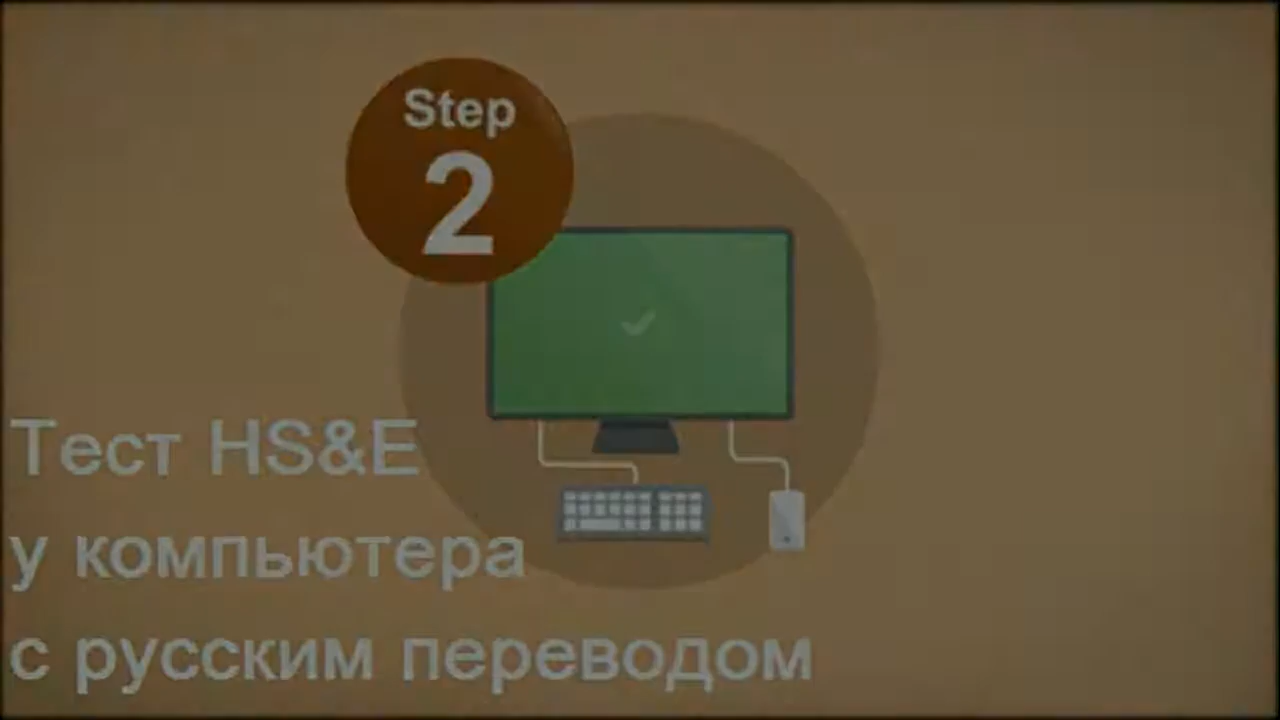 Step
2
Тест HS&E
у компьютера
с русским переводом